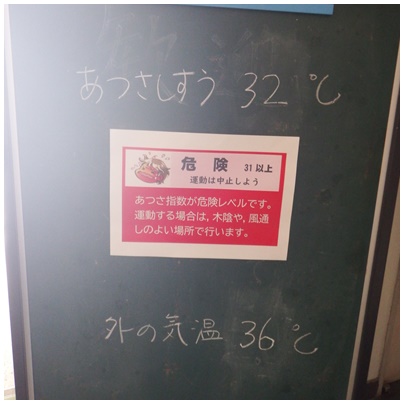 あつさしすう 32℃
危険 31以上
運動は中止しよう
あつさ指数が危険レベルです。
運動する場合は、木陰や、風通
しのよい場所で行います。
外の気温 36℃